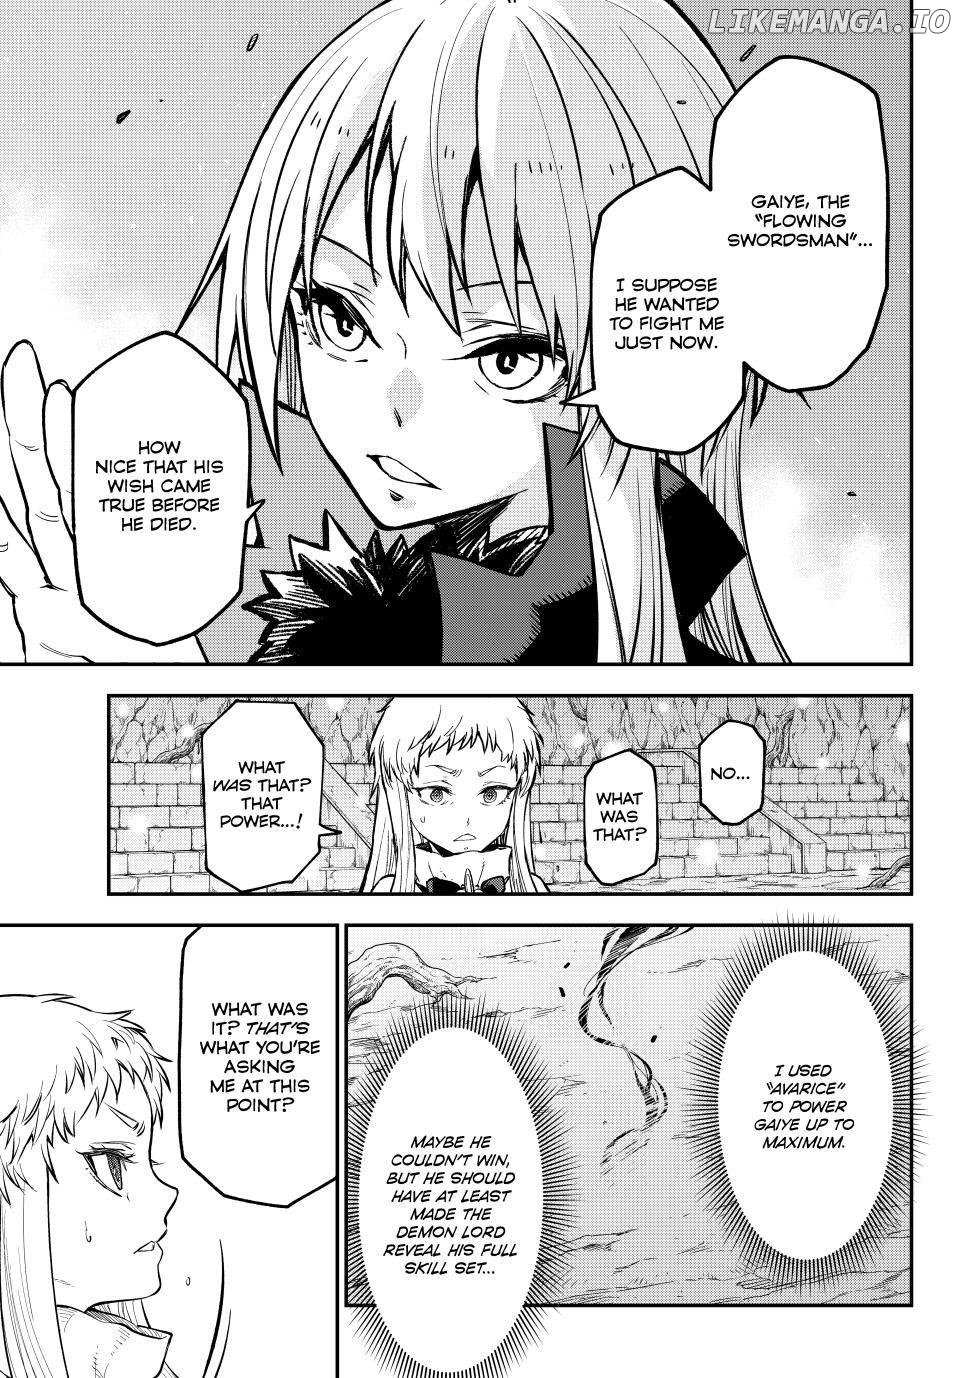 LIKEMANGA.IO
GAIYE, THE
"FLOWING
SWORDSMAN"...
I SUPPOSE
HE WANTED
TO FIGHT ME
JUST NOW.
HOW
NICE THAT HIS
WISH CAME
TRUE BEFORE
HE DIED.
NO...
WHAT
WAS
THAT?
WHAT
WAS THAT?
THAT
POWER...!
I USED
"AVARICE"
TO POWER
GAIYE UP TO
MAXIMUM.
MAYBE HE
COULDN'T WIN,
BUT HE SHOULD
HAVE AT LEAST
MADE THE
DEMON LORD
REVEAL HIS FULL
SKILL SET...
WHAT WAS
IT? THAT'S
WHAT YOU'RE
ASKING
ME AT THIS
POINT?